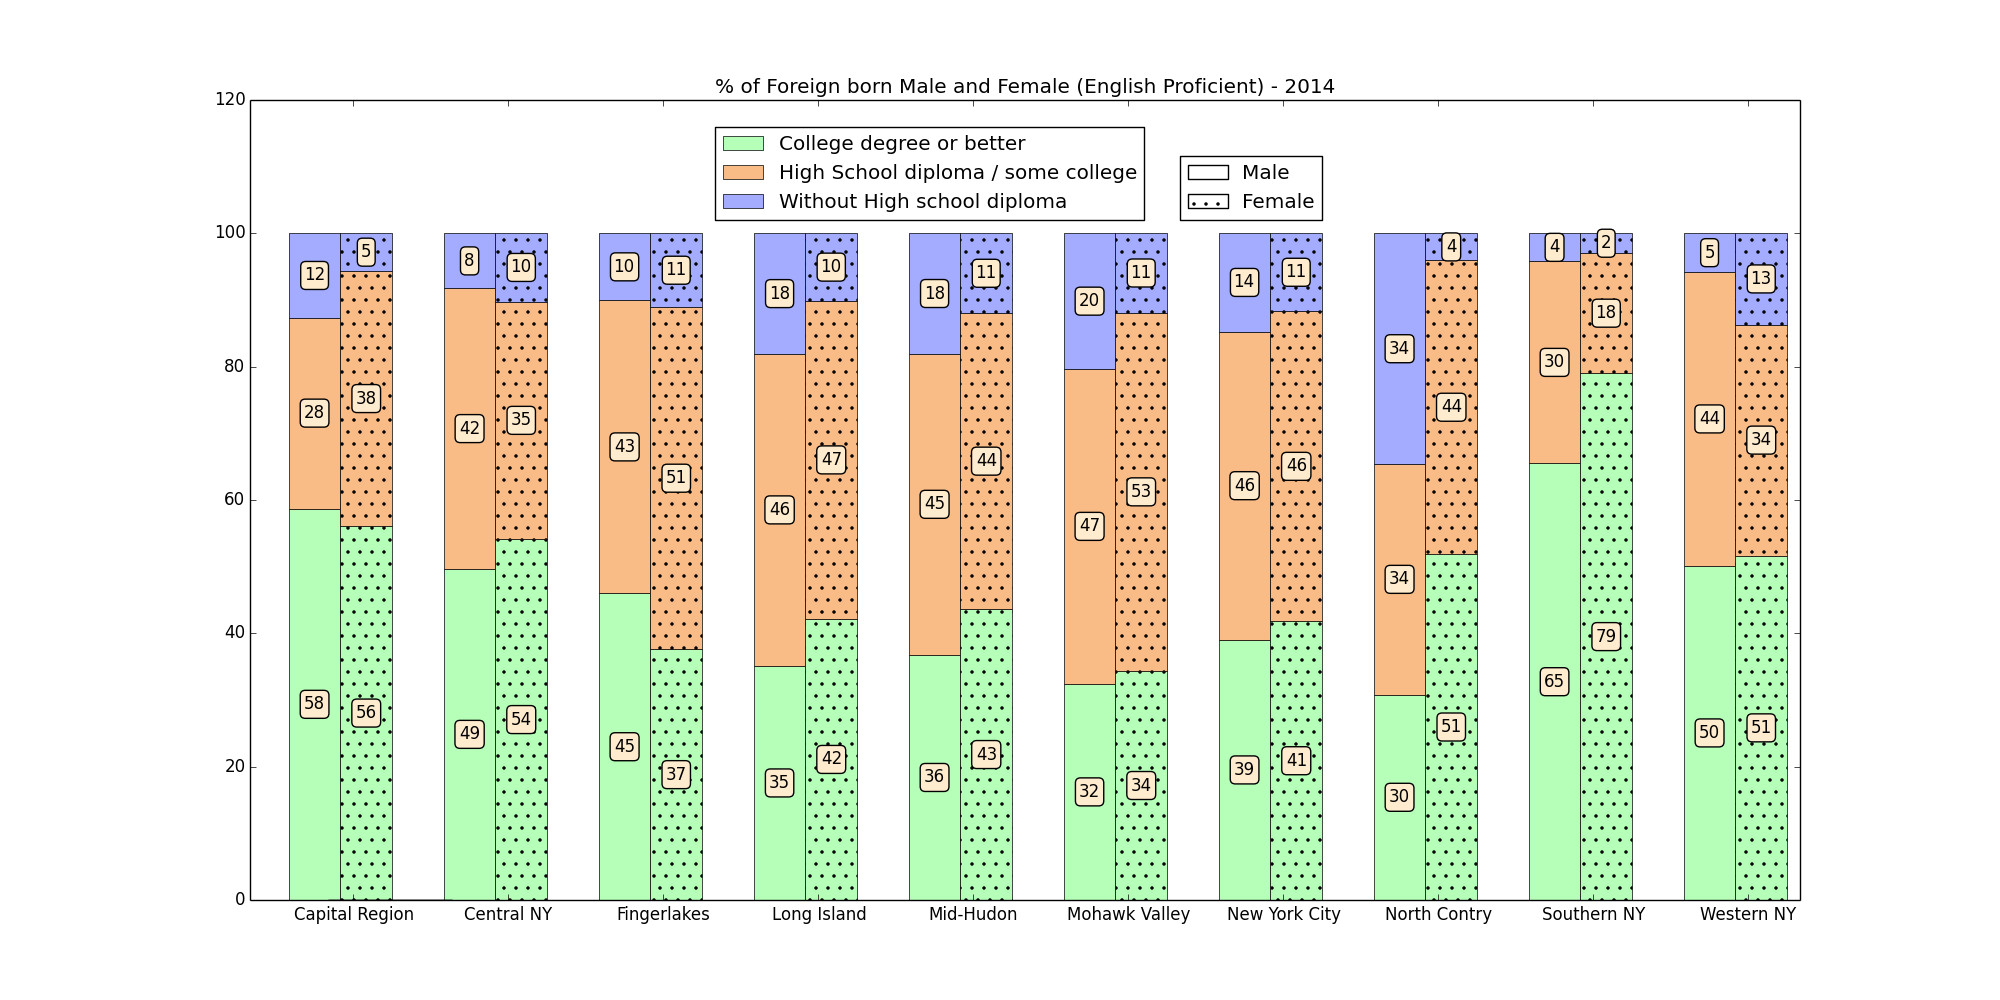 % of Foreign born Male and Female (English Proficient) - 2014
120
100
80
60
40
20
0
College degree or better
High School diploma / some college
Without High school diploma
Male
Female
12 5 8 10 10 11 18 10 18 11 20 11 14 11 34 4 4 2 5 13
28 38 42 35 43 51 46 47 45 44 47 53 46 46 34 44 30 18 44 34
58 56 49 54 45 37 35 42 36 43 32 34 39 41 30 51 65 79 50 51
Capital Region Central NY Fingerlakes Long Island Mid-Hudon Mohawk Valley New York City North Contry Southern NY Western NY